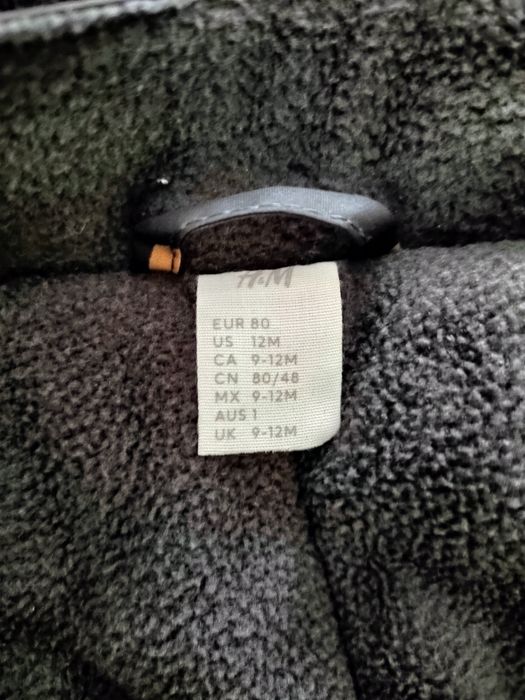 H&M
EUR 80
US 12M
CA 9-12M
CN 80/48
MX 9-12M
AUS 1
UK 9-12M